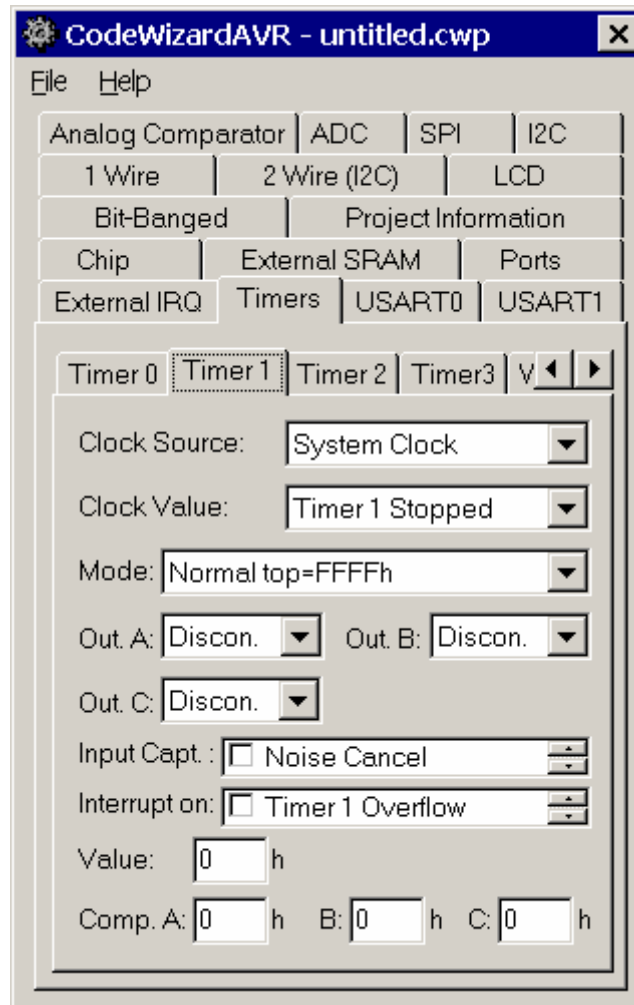 CodeWizardAVR - untitled.cwp
File Help
Analog Comparator ADC SPI I2C
1 Wire 2 Wire (I2C) LCD
Bit-Banged Project Information
Chip External SRAM Ports
External IRQ Timers USART0 USART1
Timer 0 Timer 1 Timer 2 Timer3 V
Clock Source: System Clock
Clock Value: Timer 1 Stopped
Mode: Normal top=FFFFh
Out. A: Discon. Out. B: Discon.
Out. C: Discon.
Input Capt. : Noise Cancel
Interrupt on: Timer 1 Overflow
Value: 0 h
Comp. A: 0 h B: 0 h C: 0 h